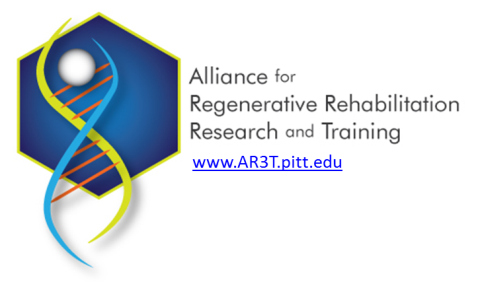 Alliance for
Regenerative Rehabilitation
Research and Training
www.AR3T.pitt.edu